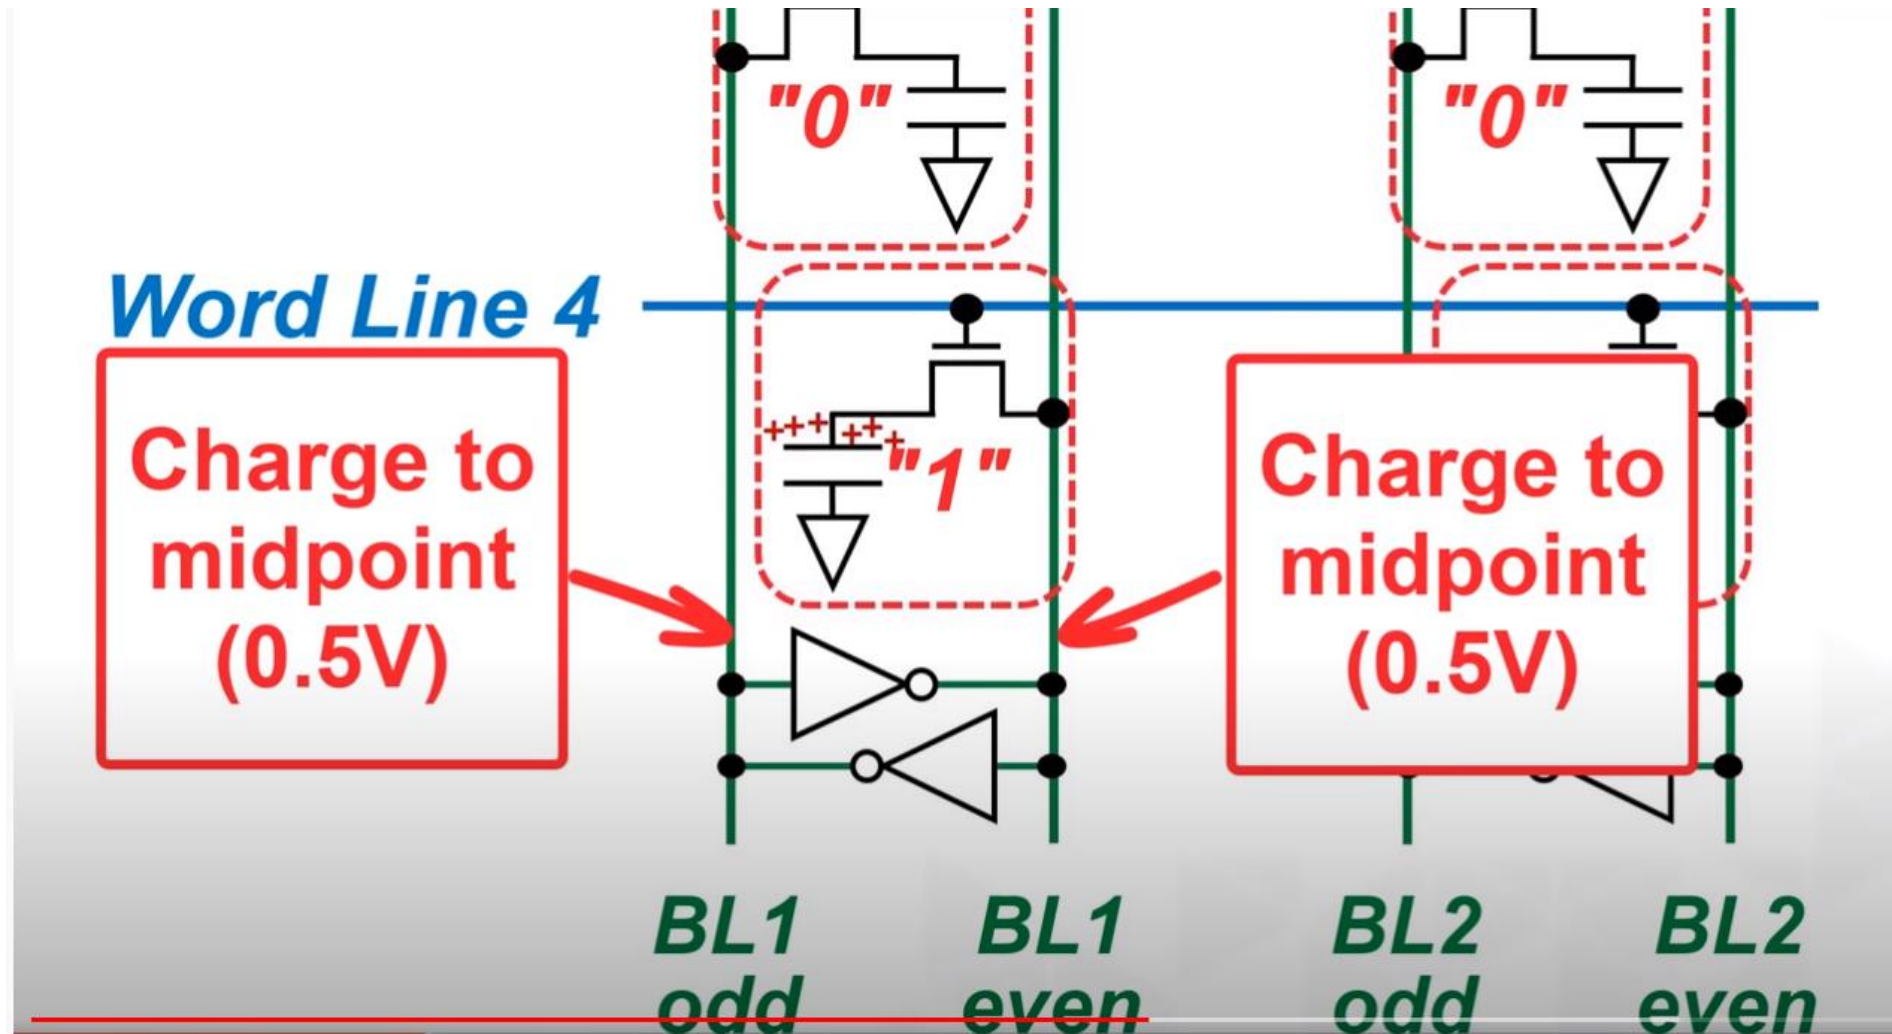 "0"
"0"
Word Line 4
Charge to
midpoint
(0.5V)
"1"
Charge to
midpoint
(0.5V)
BL1
odd
BL1
even
BL2
odd
BL2
even